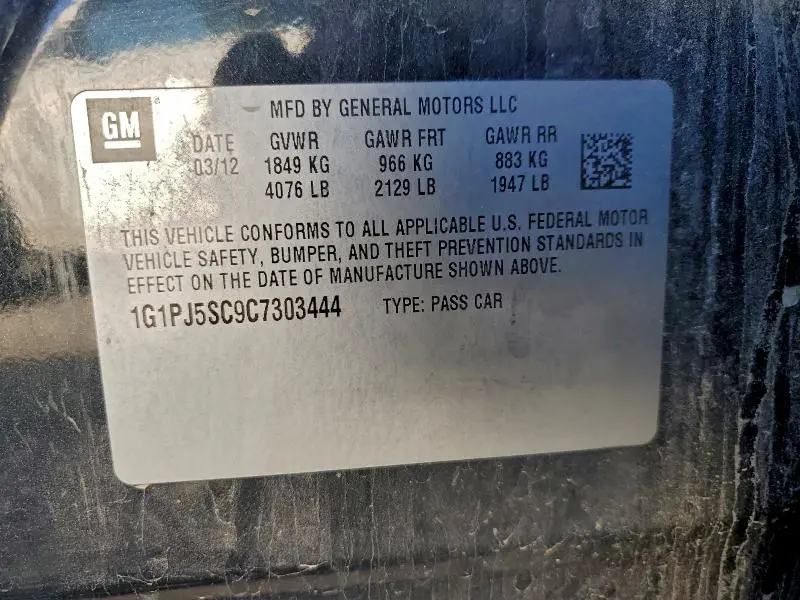 GM
MFD BY GENERAL MOTORS LLC
DATE GVWR GAWR FRT GAWR RR
03/12 1849 KG 966 KG 883 KG
4076 LB 2129 LB 1947 LB
THIS VEHICLE CONFORMS TO ALL APPLICABLE U.S. FEDERAL MOTOR
VEHICLE SAFETY, BUMPER, AND THEFT PREVENTION STANDARDS IN
EFFECT ON THE DATE OF MANUFACTURE SHOWN ABOVE.
1G1PJ5SC9C7303444 TYPE: PASS CAR